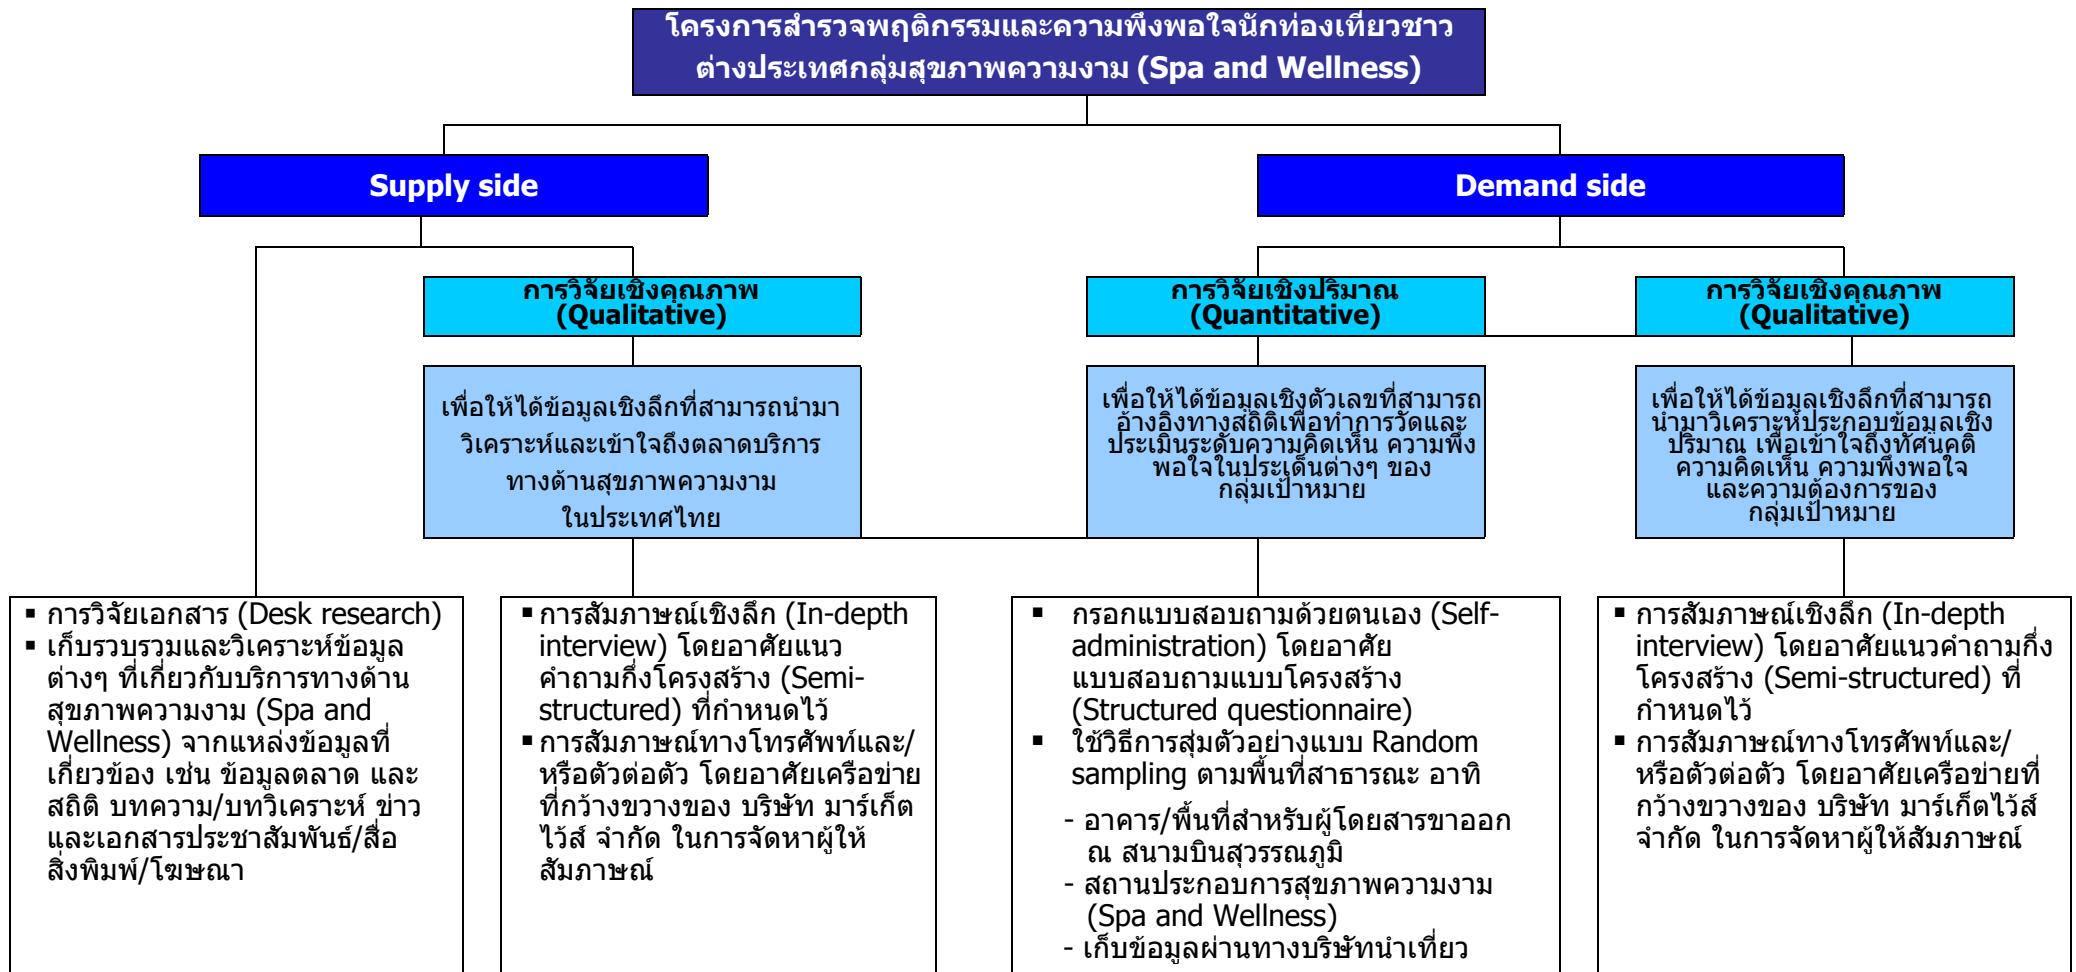 โครงการสำรวจพฤติกรรมและความพึงพอใจนักท่องเที่ยวชาว
ต่างประเทศกลุ่มสุขภาพความงาม (Spa and Wellness)
Supply side
Demand side
การวิจัยเชิงคุณภาพ
(Qualitative)
การวิจัยเชิงปริมาณ
(Quantitative)
การวิจัยเชิงคุณภาพ
(Qualitative)
เพื่อให้ได้ข้อมูลเชิงลึกที่สามารถนำมา
วิเคราะห์และเข้าใจถึงตลาดบริการ
ทางด้านสุขภาพความงาม
ในประเทศไทย
เพื่อให้ได้ข้อมูลเชิงตัวเลขที่สามารถ
อ้างอิงทางสถิติเพื่อทำการวัดและ
ประเมินระดับความคิดเห็น ความพึง
พอใจในประเด็นต่างๆ ของ
กลุ่มเป้าหมาย
เพื่อให้ได้ข้อมูลเชิงลึกที่สามารถ
นำมาวิเคราะห์ประกอบข้อมูลเชิง
ปริมาณ เพื่อเข้าใจถึงทัศนคติ
ความคิดเห็น ความพึงพอใจ
และความต้องการของ
กลุ่มเป้าหมาย
▪ การวิจัยเอกสาร (Desk research)
▪ เก็บรวบรวมและวิเคราะห์ข้อมูล
ต่างๆ ที่เกี่ยวกับบริการทางด้าน
สุขภาพความงาม (Spa and
Wellness) จากแหล่งข้อมูลที่
เกี่ยวข้อง เช่น ข้อมูลตลาด และ
สถิติ บทความ/บทวิเคราะห์ ข่าว
และเอกสารประชาสัมพันธ์/สื่อ
สิ่งพิมพ์/โฆษณา
▪ การสัมภาษณ์เชิงลึก (In-depth
interview) โดยอาศัยแนว
คำถามกึ่งโครงสร้าง (Semi-
structured) ที่กำหนดไว้
▪ การสัมภาษณ์ทางโทรศัพท์และ/
หรือตัวต่อตัว โดยอาศัยเครือข่าย
ที่กว้างขวางของ บริษัท มาร์เก็ต
ไว้ส์ จำกัด ในการจัดหาผู้ให้
สัมภาษณ์
▪ กรอกแบบสอบถามด้วยตนเอง (Self-
administration) โดยอาศัย
แบบสอบถามแบบโครงสร้าง
(Structured questionnaire)
▪ ใช้วิธีการสุ่มตัวอย่างแบบ Random
sampling ตามพื้นที่สาธารณะ อาทิ
- อาคาร/พื้นที่สำหรับผู้โดยสารขาออก
ณ สนามบินสุวรรณภูมิ
- สถานประกอบการสุขภาพความงาม
(Spa and Wellness)
- เก็บข้อมูลผ่านทางบริษัทนำเที่ยว
▪ การสัมภาษณ์เชิงลึก (In-depth
interview) โดยอาศัยแนวคำถามกึ่ง
โครงสร้าง (Semi-structured) ที่
กำหนดไว้
▪ การสัมภาษณ์ทางโทรศัพท์และ/
หรือตัวต่อตัว โดยอาศัยเครือข่ายที่
กว้างขวางของ บริษัท มาร์เก็ตไว้ส์
จำกัด ในการจัดหาผู้ให้สัมภาษณ์